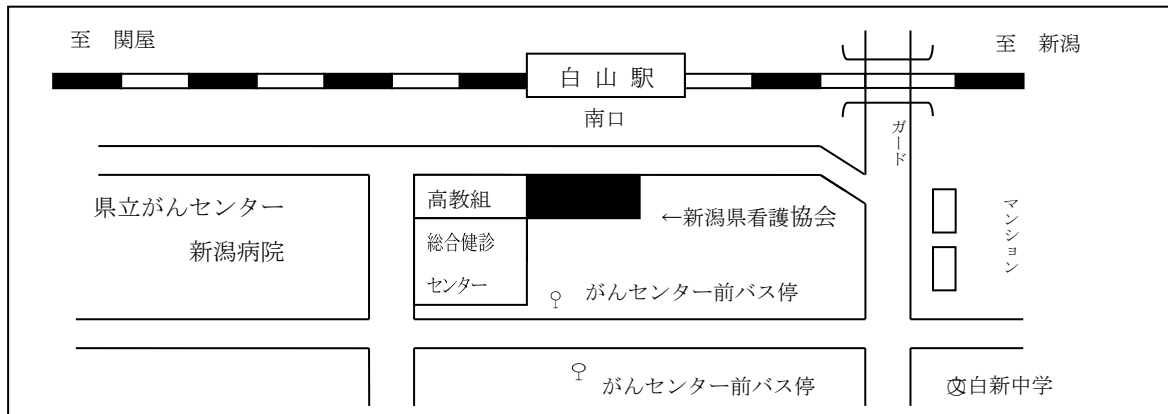 至 関屋
至 新潟
白山駅
南口
ガード
高教組
県立がんセンター
新潟病院
←新潟県看護協会
総合健診
センター
マンション
がんセンター前バス停
がんセンター前バス停
文白新中学